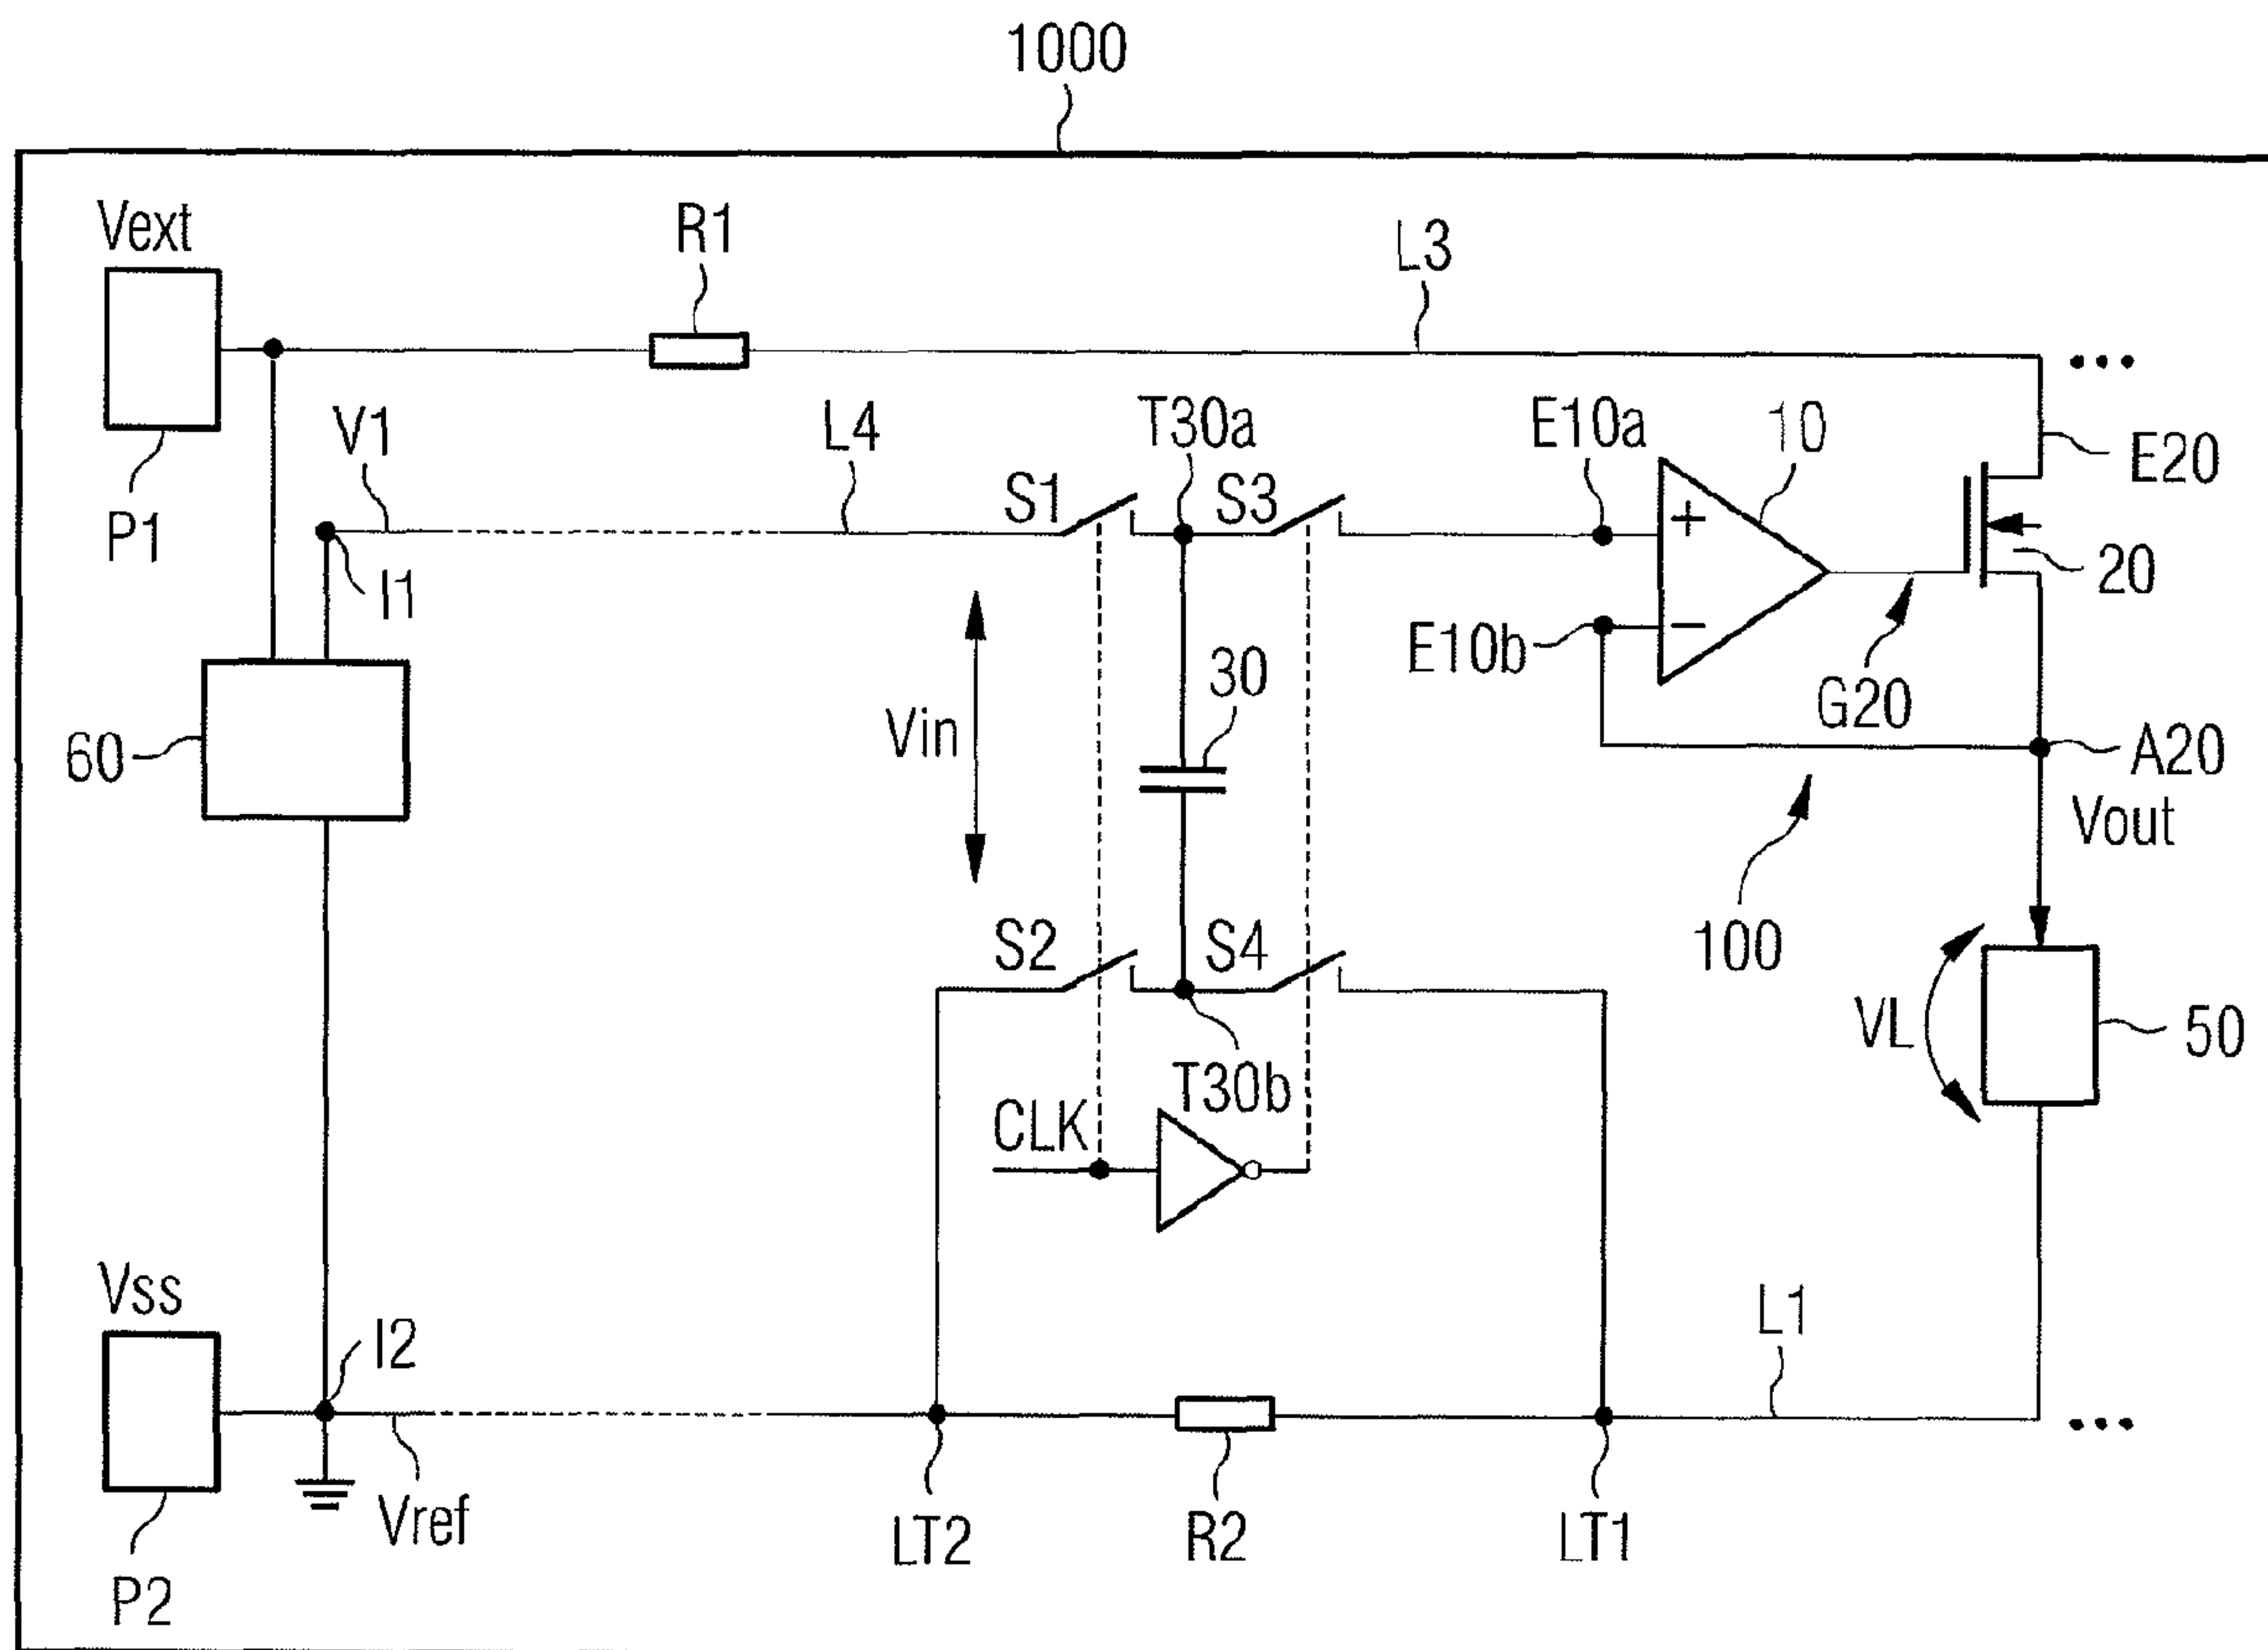 1000
Vext
R1
L3
V1
L4
T30a
E10a
10
E20
S1
S3
P1
I1
20
E10b
30
G20
Vin
60
A20
Vout
S2
S4
100
VL
50
T30b
CLK
Vss
I2
L1
Vref
LT2
R2
LT1
P2